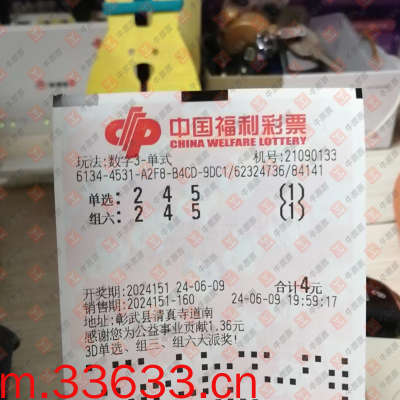 中国福利彩票
CHINA WELFARE LOTTERY
玩法:数字3-单式 机号:21090133
6134-4531-A2F8-B4CD-9DC1/62324736/84141
单选: 2 4 5 (1)
组六: 2 4 5 (1)
开奖期:2024151 24-06-09 合计4元
销售期:2024151-160 24-06-09 19:59:17
地址:彰武县清真寺道南
感谢您为公益事业贡献1.36元
3D单选、组三、组六大派奖!
m.33633.cn